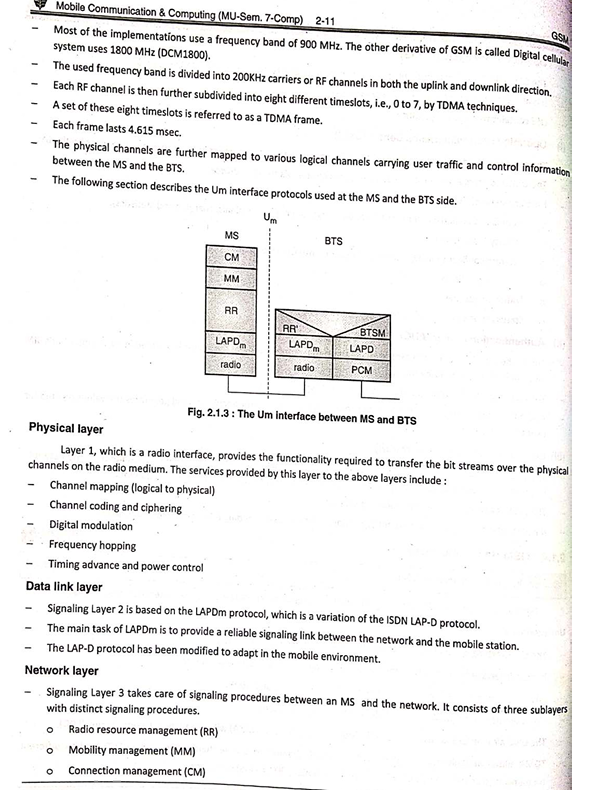 Mobile Communication & Computing (MU-Sem. 7-Comp) 2-11
GSM
– Most of the implementations use a frequency band of 900 MHz. The other derivative of GSM is called Digital cellular
system uses 1800 MHz (DCM1800).
– The used frequency band is divided into 200KHz carriers or RF channels in both the uplink and downlink direction.
– Each RF channel is then further subdivided into eight different timeslots, i.e., 0 to 7, by TDMA techniques.
– A set of these eight timeslots is referred to as a TDMA frame.
– Each frame lasts 4.615 msec.
– The physical channels are further mapped to various logical channels carrying user traffic and control information
between the MS and the BTS.
– The following section describes the Um interface protocols used at the MS and the BTS side.
Um
MS
BTS
CM
MM
RR
LAPDm
radio
RR'
BTSM
LAPDm
LAPD
radio
PCM
Fig. 2.1.3 : The Um interface between MS and BTS
Physical layer
Layer 1, which is a radio interface, provides the functionality required to transfer the bit streams over the physical
channels on the radio medium. The services provided by this layer to the above layers include :
– Channel mapping (logical to physical)
– Channel coding and ciphering
– Digital modulation
– Frequency hopping
– Timing advance and power control
Data link layer
– Signaling Layer 2 is based on the LAPDm protocol, which is a variation of the ISDN LAP-D protocol.
– The main task of LAPDm is to provide a reliable signaling link between the network and the mobile station.
– The LAP-D protocol has been modified to adapt in the mobile environment.
Network layer
– Signaling Layer 3 takes care of signaling procedures between an MS and the network. It consists of three sublayers
with distinct signaling procedures.
o Radio resource management (RR)
o Mobility management (MM)
o Connection management (CM)